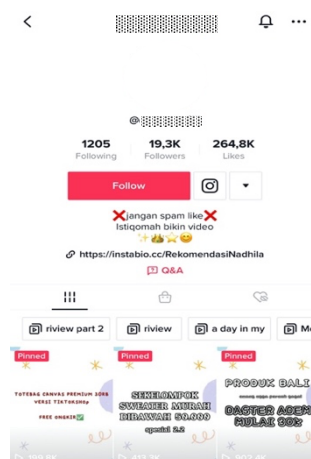 1205 19,3K 264,8K
Following Followers Likes
Follow
❌jangan spam like❌
Istiqomah bikin video
https://instabio.cc/RekomendasiNadhila
Q&A
riview part 2 riview a day in my
Pinned Pinned Pinned
TOTEBAG CANVAS PREMIUM 30RB
VERSI TIKTOKSHOP
FREE ONGKIR✅
SEKELOMPOK
SWEATER MURAH
DIBAWAH 50.000
spesial 2.2
PRODUK BALI
DASTER ADEM
MULAI 30k